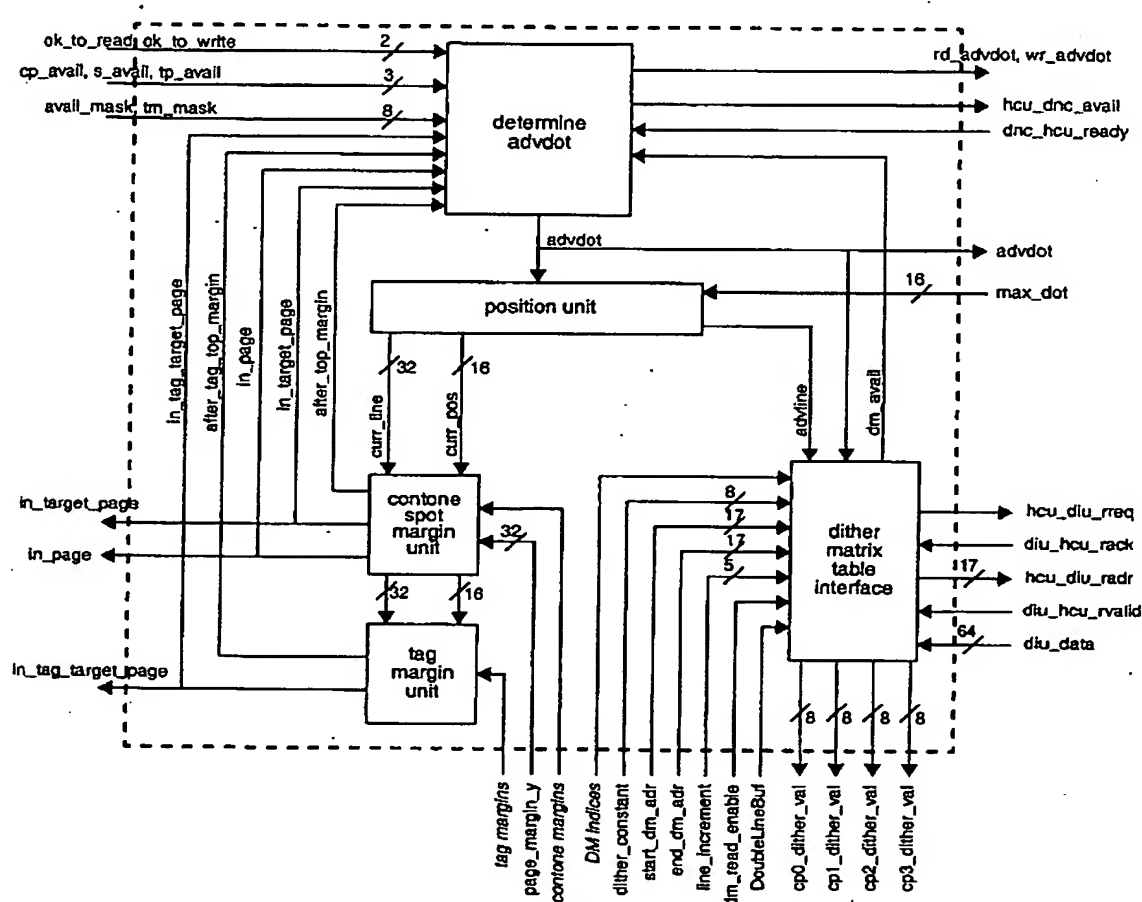 ok_to_read, ok_to_write
2
rd_advdot, wr_advdot
cp_avail, s_avail, tp_avail
3
hcu_dnc_avail
avail_mask, tm_mask
8
determine
advdot
dnc_hcu_ready
advdot
advdot
16
max_dot
position unit
in_tag_target_page
after_tag_top_margin
in_page
in_target_page
after_top_margin
32
16
curr_line
curr_pos
advline
dm_avail
in_target_page
in_page
contone
spot
margin
unit
32
8
17
17
5
dither
matrix
table
interface
hcu_diu_rreq
diu_hcu_rack
17
hcu_diu_radr
diu_hcu_rvalid
64
diu_data
32
16
in_tag_target_page
tag
margin
unit
8
8
8
8
tag margins
page_margin_y
contone margins
DM indices
dither_constant
start_dm_adr
end_dm_adr
line_increment
dm_read_enable
DoubleLineBuf
cp0_dither_val
cp1_dither_val
cp2_dither_val
cp3_dither_val